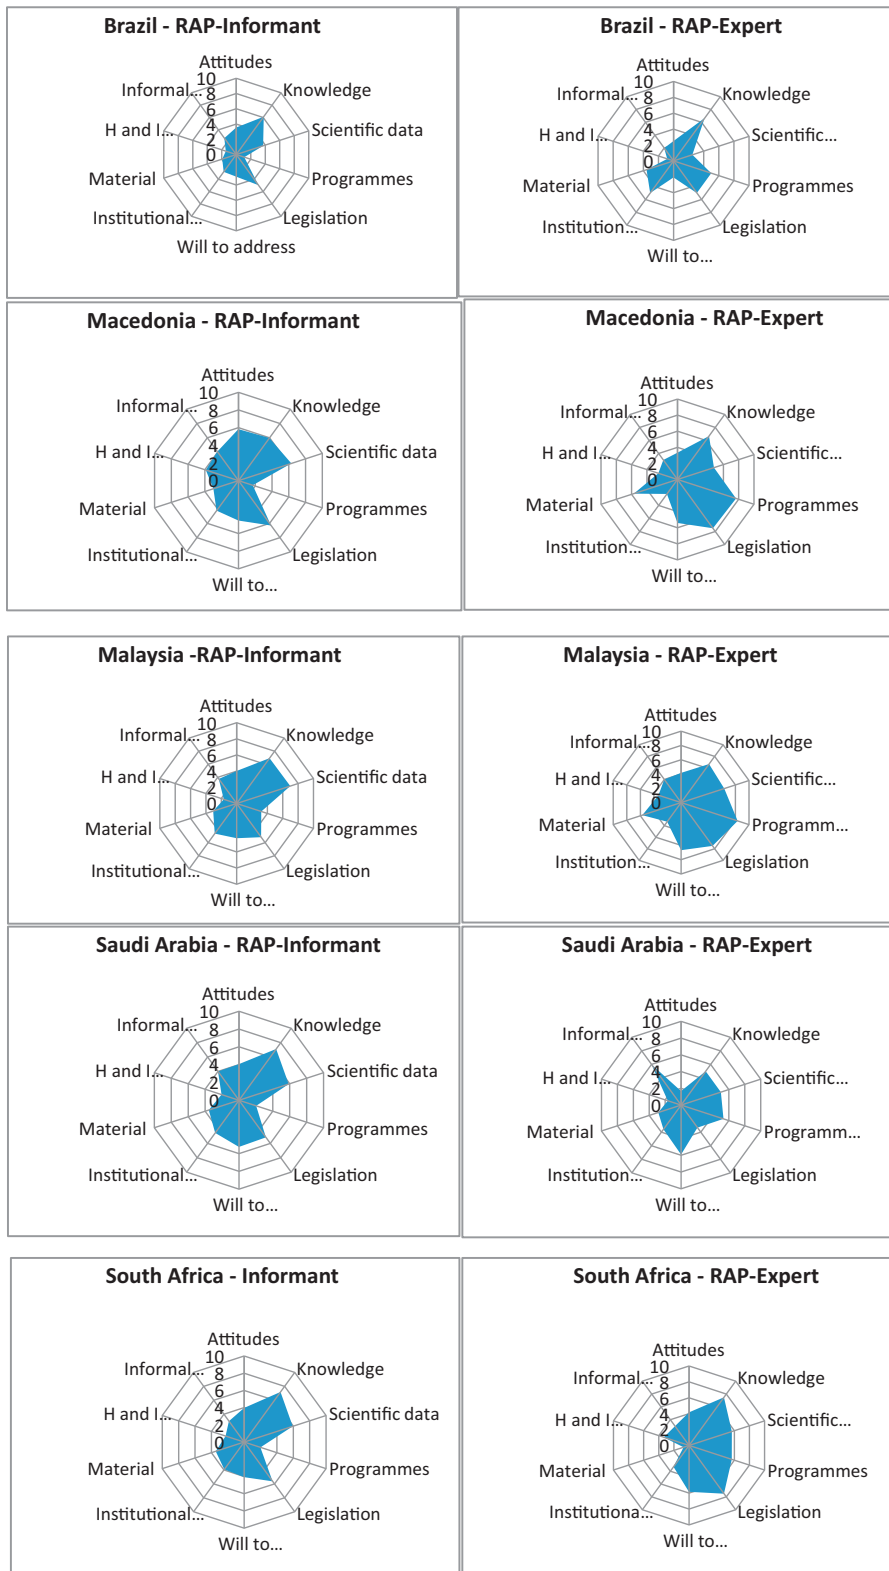 Brazil - RAP-Informant
Attitudes
10
8
6
4
2
0
Knowledge
Scientific data
Programmes
Legislation
Will to address
Institutional...
Material
H and I...
Informal...
Brazil - RAP-Expert
Attitudes
10
8
6
4
2
0
Knowledge
Scientific...
Programmes
Legislation
Will to...
Institution...
Material
H and I...
Informal...
Macedonia - RAP-Informant
Attitudes
10
8
6
4
2
0
Knowledge
Scientific data
Programmes
Legislation
Will to...
Institutional...
Material
H and I...
Informal...
Macedonia - RAP-Expert
Attitudes
10
8
6
4
2
0
Knowledge
Scientific...
Programmes
Legislation
Will to...
Institution...
Material
H and I...
Informal...
Malaysia -RAP-Informant
Attitudes
10
8
6
4
2
0
Knowledge
Scientific data
Programmes
Legislation
Will to...
Institutional...
Material
H and I...
Informal...
Malaysia - RAP-Expert
Attitudes
10
8
6
4
2
0
Knowledge
Scientific...
Programm...
Legislation
Will to...
Institution...
Material
H and I...
Informal...
Saudi Arabia - RAP-Informant
Attitudes
10
8
6
4
2
0
Knowledge
Scientific data
Programmes
Legislation
Will to...
Institutional...
Material
H and I...
Informal...
Saudi Arabia - RAP-Expert
Attitudes
10
8
6
4
2
0
Knowledge
Scientific...
Programm...
Legislation
Will to...
Institution...
Material
H and I...
Informal...
South Africa - Informant
Attitudes
10
8
6
4
2
0
Knowledge
Scientific data
Programmes
Legislation
Will to...
Institutional...
Material
H and I...
Informal...
South Africa - RAP-Expert
Attitudes
10
8
6
4
2
0
Knowledge
Scientific...
Programmes
Legislation
Will to...
Institutiona...
Material
H and I...
Informal...